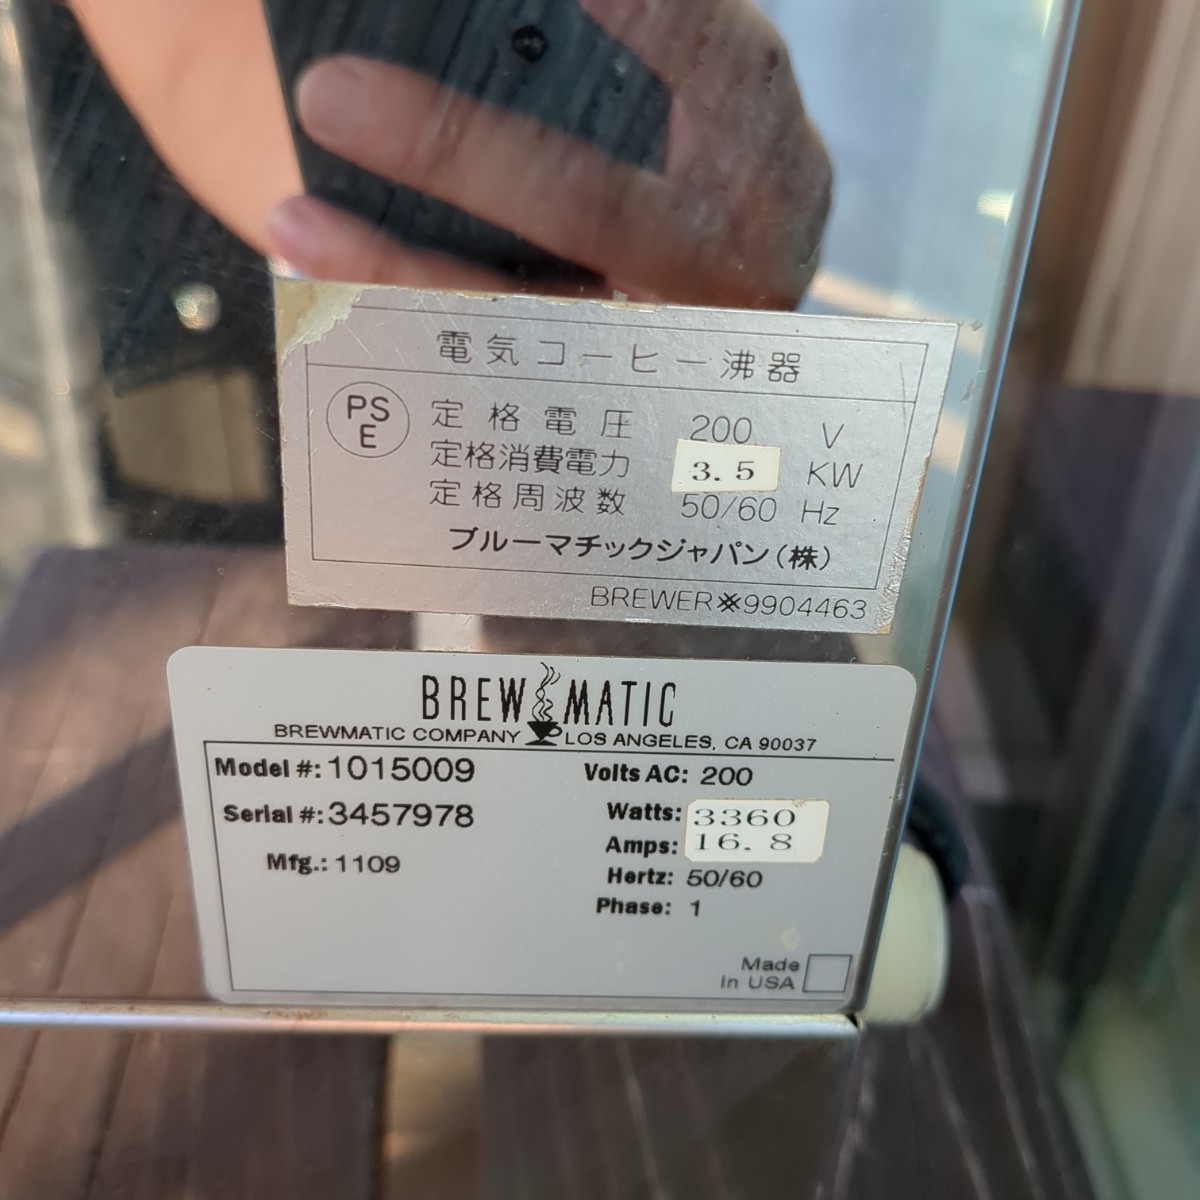 電気コーヒー沸器
PS
E
定格電圧 200 V
定格消費電力 3.5 KW
定格周波数 50/60 Hz
ブルーマチックジャパン(株)
BREWER※9904463
BREWMATIC
BREWMATIC COMPANY LOS ANGELES, CA 90037
Model #: 1015009 Volts AC: 200
Serial #: 3457978 Watts: 3360
Amps: 16.8
Mfg.: 1109 Hertz: 50/60
Phase: 1
Made
In USA